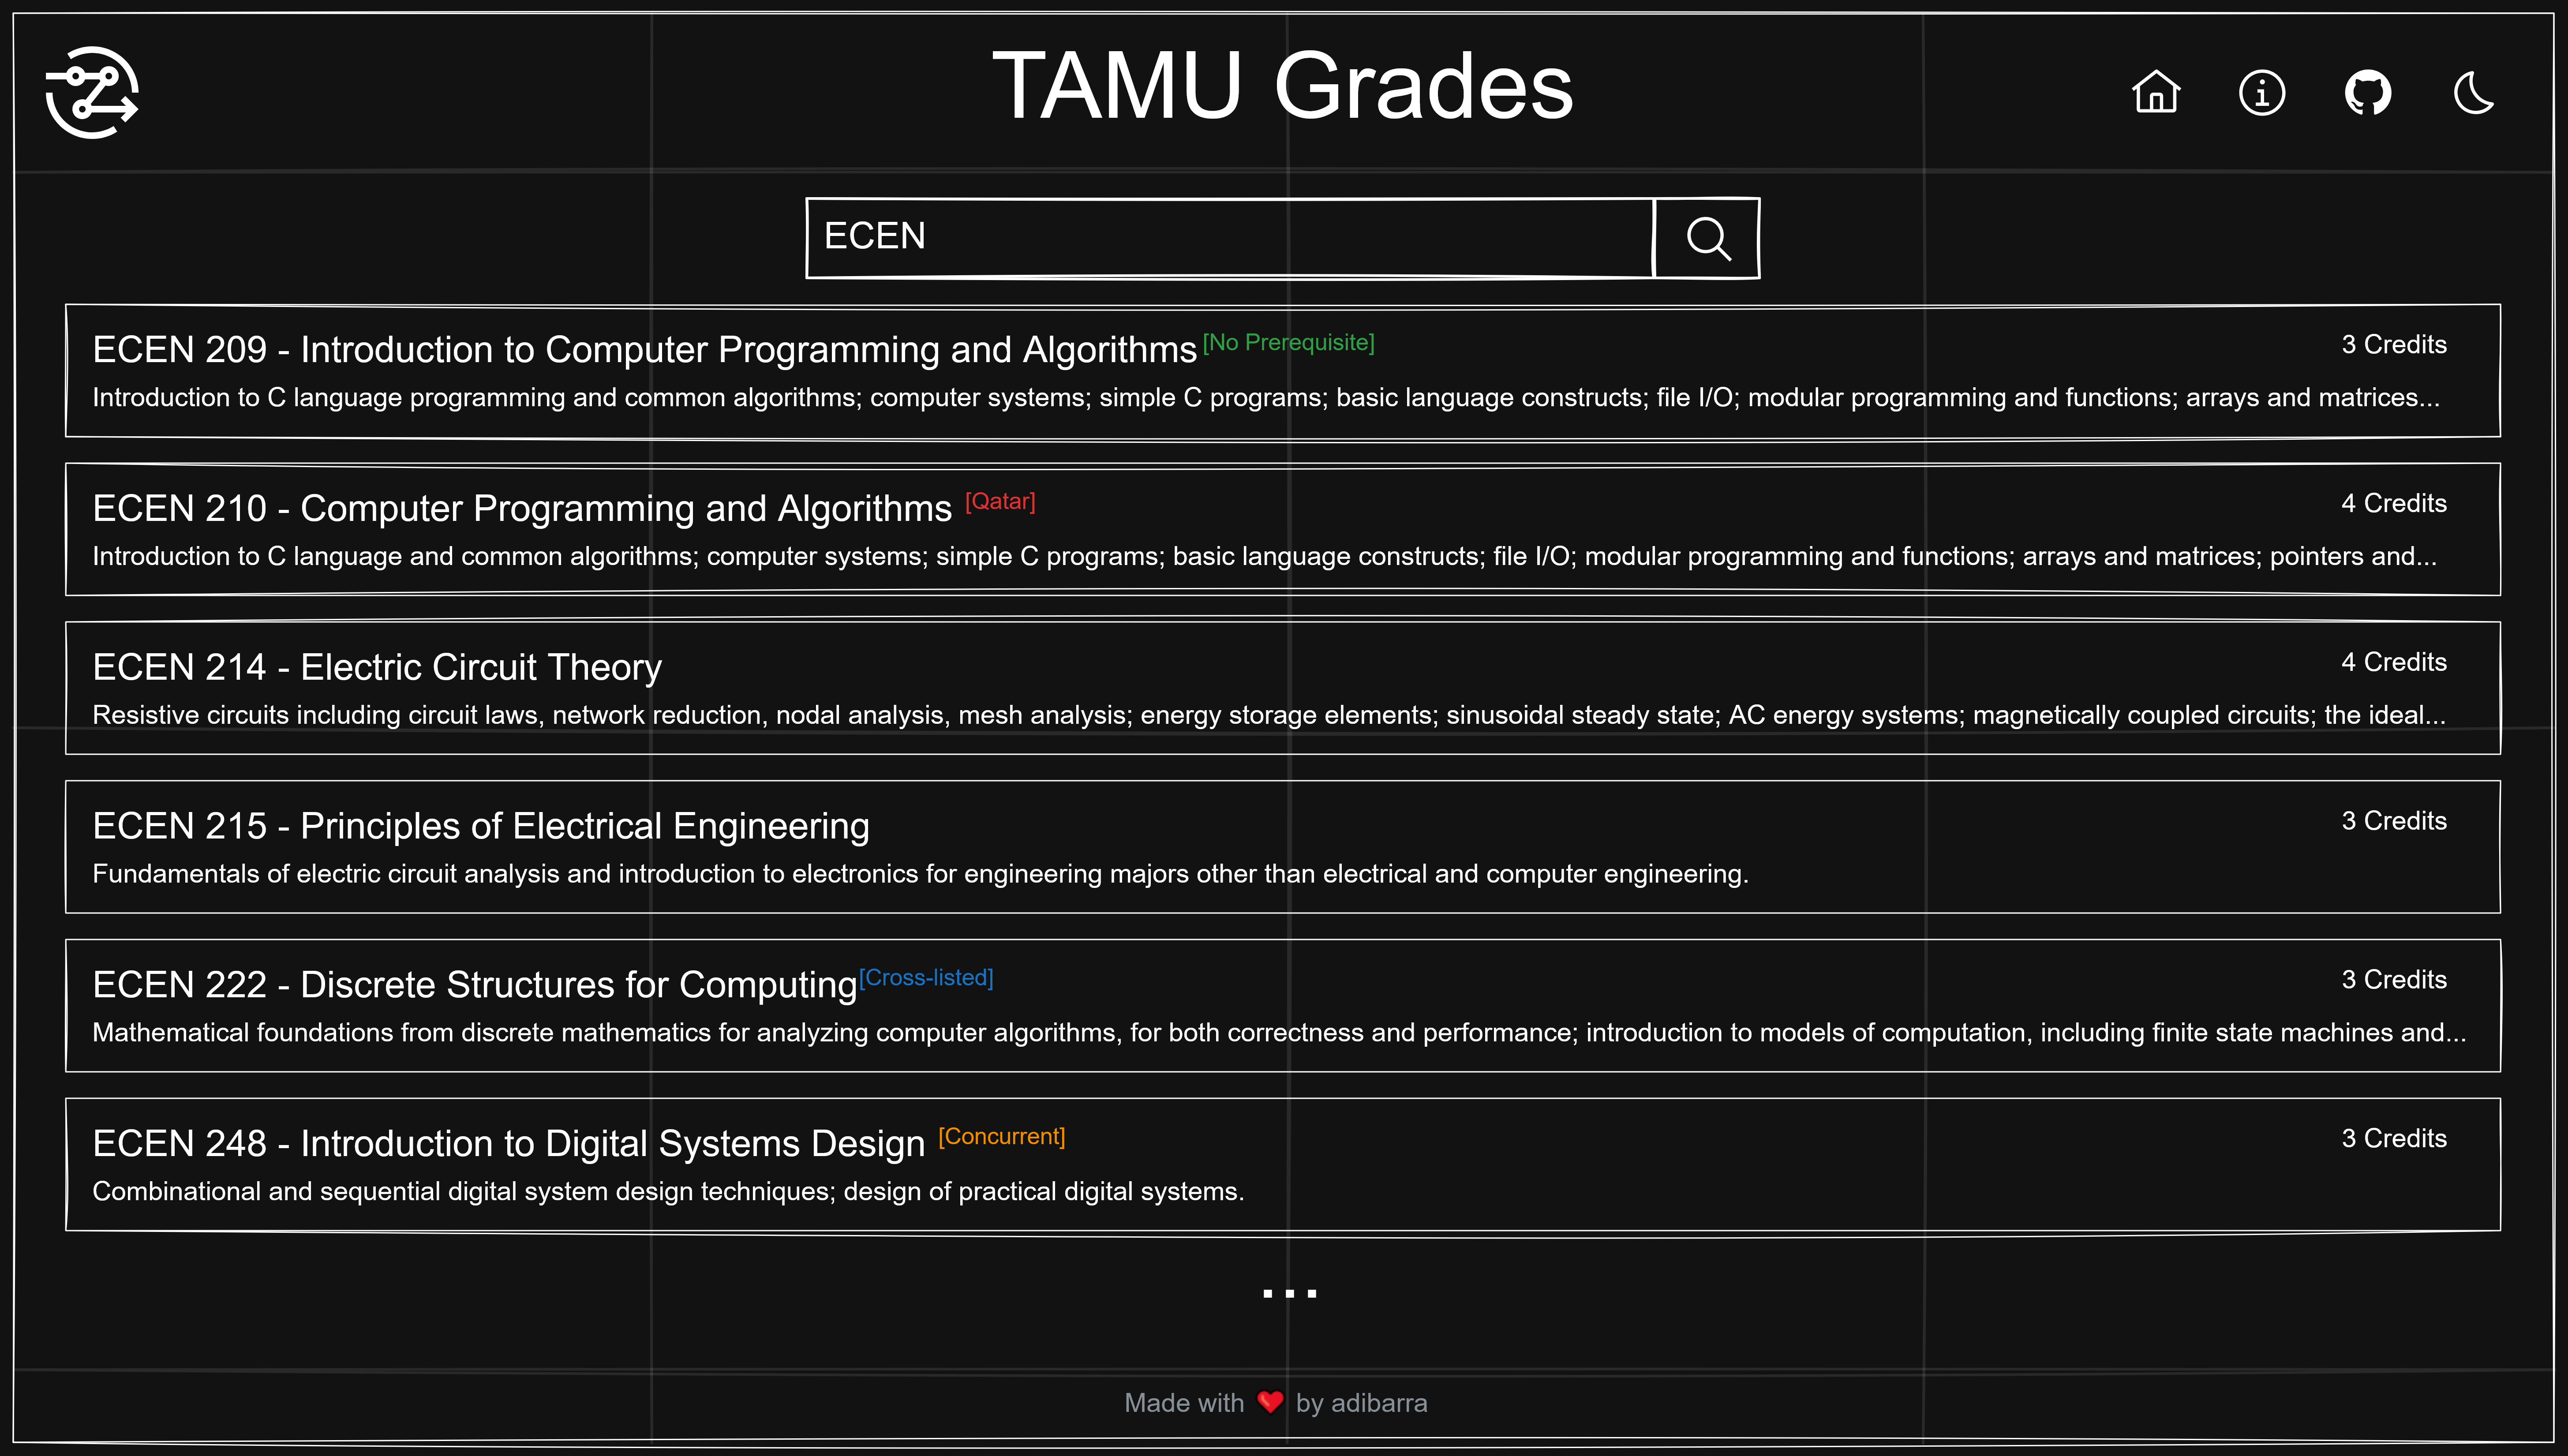 TAMU Grades
ECEN
ECEN 209 - Introduction to Computer Programming and Algorithms [No Prerequisite] 3 Credits
Introduction to C language programming and common algorithms; computer systems; simple C programs; basic language constructs; file I/O; modular programming and functions; arrays and matrices...
ECEN 210 - Computer Programming and Algorithms [Qatar] 4 Credits
Introduction to C language and common algorithms; computer systems; simple C programs; basic language constructs; file I/O; modular programming and functions; arrays and matrices; pointers and...
ECEN 214 - Electric Circuit Theory 4 Credits
Resistive circuits including circuit laws, network reduction, nodal analysis, mesh analysis; energy storage elements; sinusoidal steady state; AC energy systems; magnetically coupled circuits; the ideal...
ECEN 215 - Principles of Electrical Engineering 3 Credits
Fundamentals of electric circuit analysis and introduction to electronics for engineering majors other than electrical and computer engineering.
ECEN 222 - Discrete Structures for Computing [Cross-listed] 3 Credits
Mathematical foundations from discrete mathematics for analyzing computer algorithms, for both correctness and performance; introduction to models of computation, including finite state machines and...
ECEN 248 - Introduction to Digital Systems Design [Concurrent] 3 Credits
Combinational and sequential digital system design techniques; design of practical digital systems.
...
Made with ❤️ by adibarra